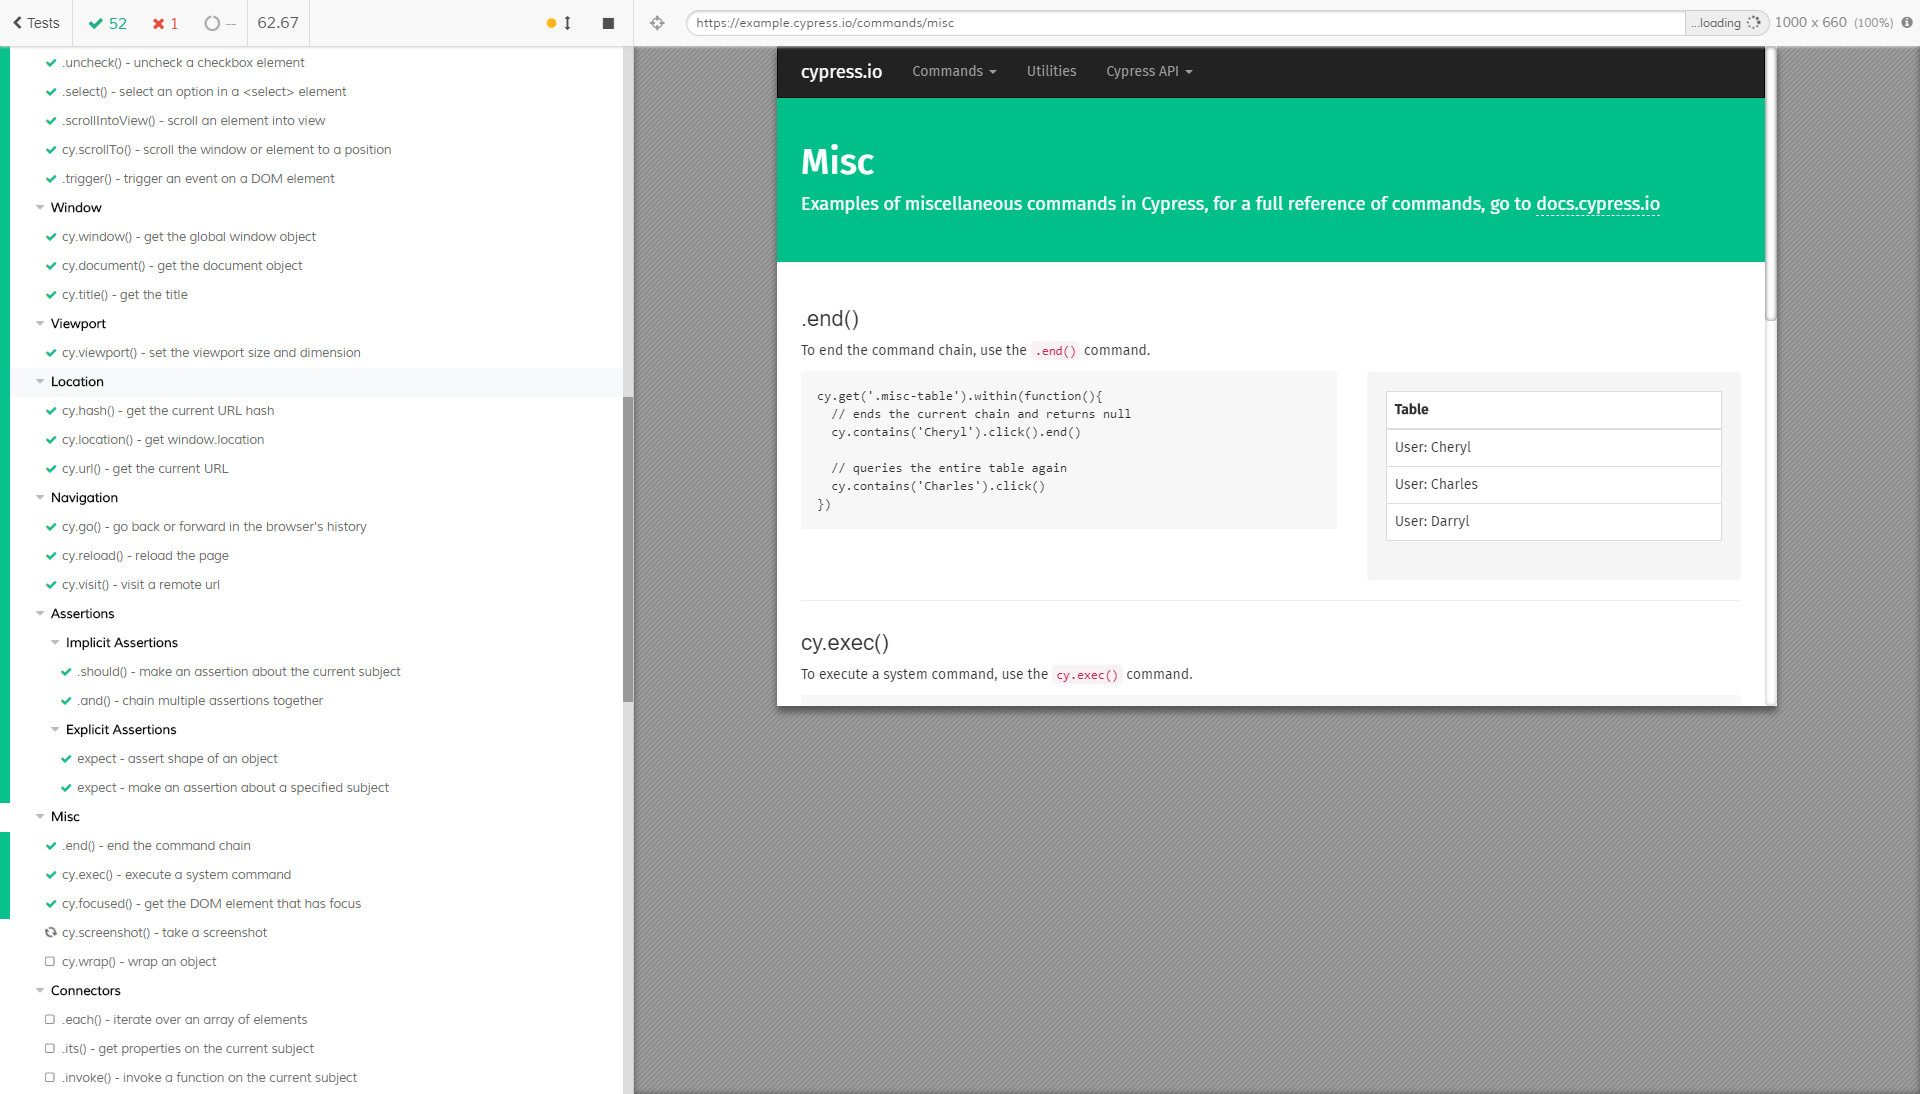 Tests 52 1 -- 62.67
https://example.cypress.io/commands/misc ...loading 1000 x 660 (100%)
.uncheck() - uncheck a checkbox element
.select() - select an option in a <select> element
.scrollIntoView() - scroll an element into view
cy.scrollTo() - scroll the window or element to a position
.trigger() - trigger an event on a DOM element
Window
cy.window() - get the global window object
cy.document() - get the document object
cy.title() - get the title
Viewport
cy.viewport() - set the viewport size and dimension
Location
cy.hash() - get the current URL hash
cy.location() - get window.location
cy.url() - get the current URL
Navigation
cy.go() - go back or forward in the browser's history
cy.reload() - reload the page
cy.visit() - visit a remote url
Assertions
Implicit Assertions
.should() - make an assertion about the current subject
.and() - chain multiple assertions together
Explicit Assertions
expect - assert shape of an object
expect - make an assertion about a specified subject
Misc
.end() - end the command chain
cy.exec() - execute a system command
cy.focused() - get the DOM element that has focus
cy.screenshot() - take a screenshot
cy.wrap() - wrap an object
Connectors
.each() - iterate over an array of elements
.its() - get properties on the current subject
.invoke() - invoke a function on the current subject
cypress.io Commands Utilities Cypress API
Misc
Examples of miscellaneous commands in Cypress, for a full reference of commands, go to docs.cypress.io
.end()
To end the command chain, use the .end() command.
cy.get('.misc-table').within(function(){
// ends the current chain and returns null
cy.contains('Cheryl').click().end()
// queries the entire table again
cy.contains('Charles').click()
})
Table
User: Cheryl
User: Charles
User: Darryl
cy.exec()
To execute a system command, use the cy.exec() command.